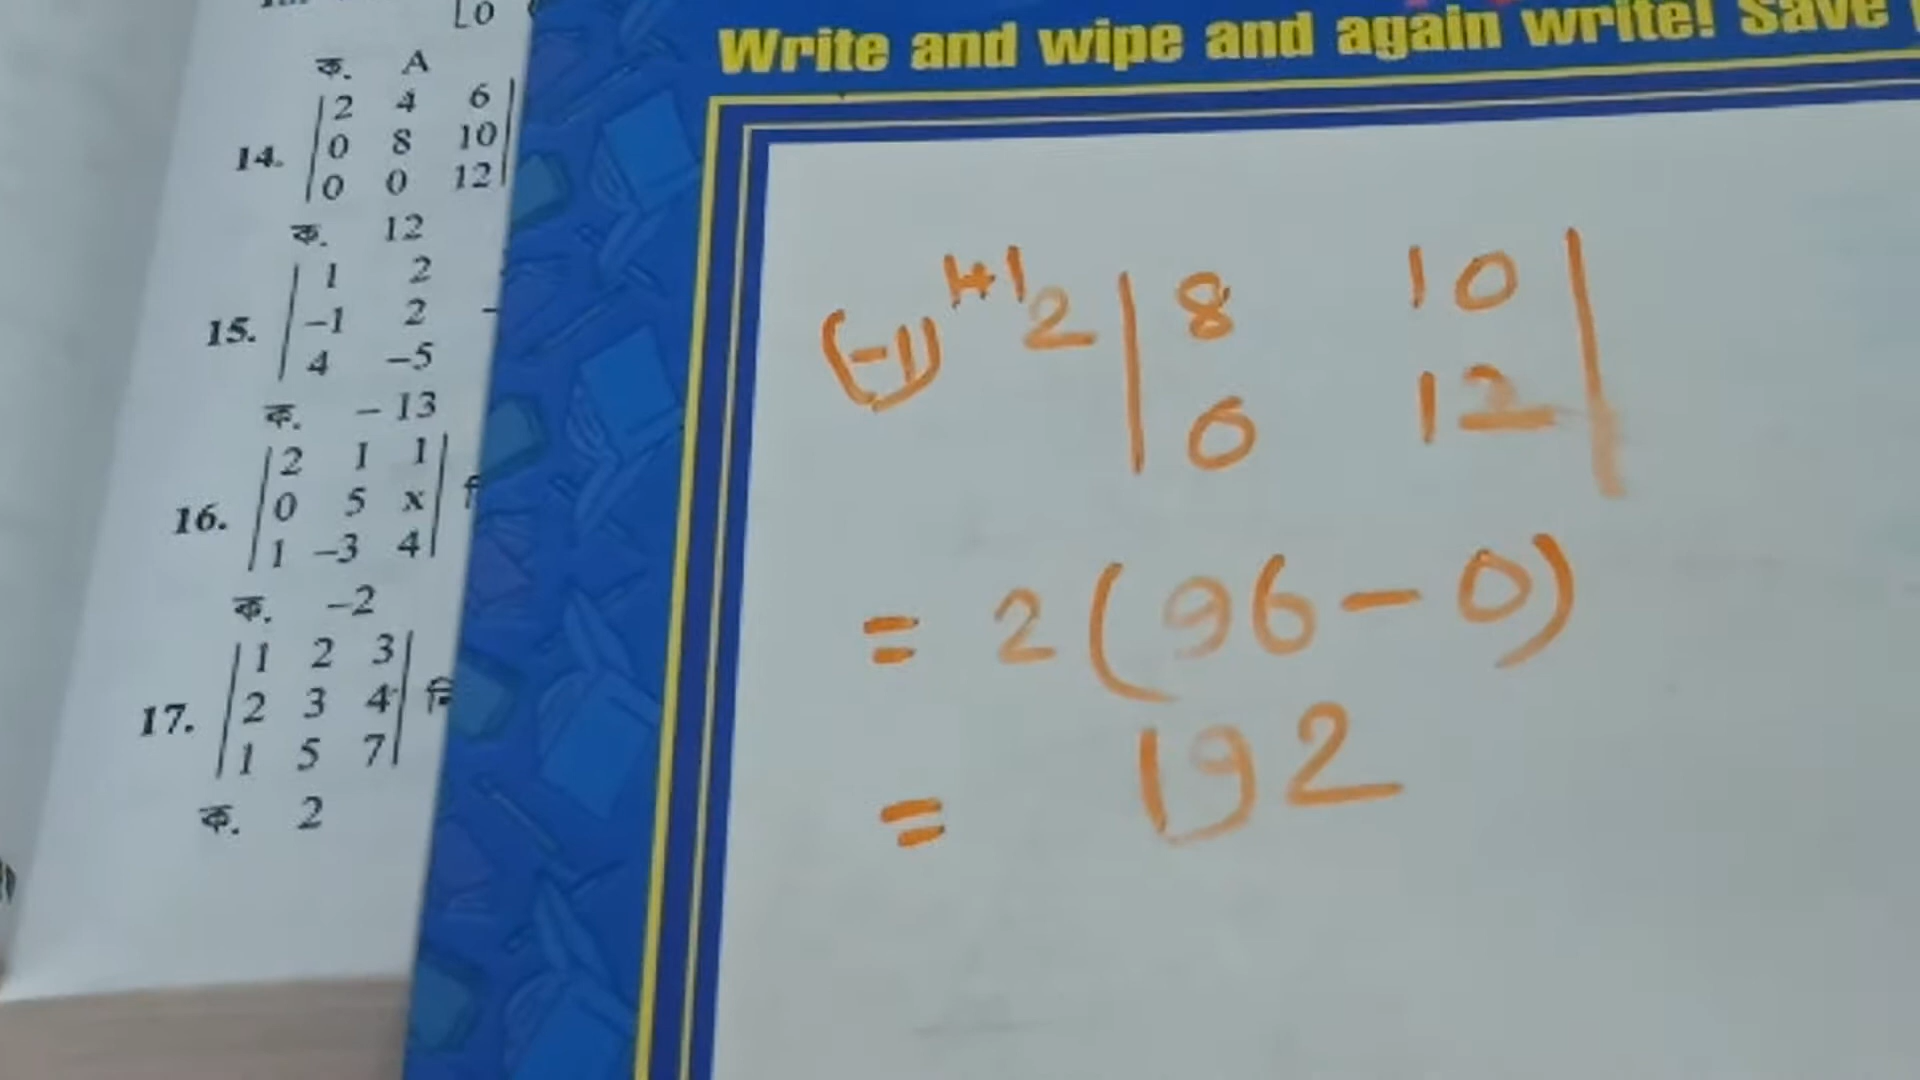 LO
ক. A
14. |2 4 6|
|0 8 10|
|0 0 12|
ক. 12
15. | 1 2
|-1 2 -
| 4 -5
ক. - 13
16. |2 1 1|
|0 5 x|
|1 -3 4|
ক. -2
17. |1 2 3|
|2 3 4| নি
|1 5 7|
ক. 2
Write and wipe and again write! Save
(-1)^1+1 2 |8 10|
|0 12|
= 2 (96 - 0)
= 192